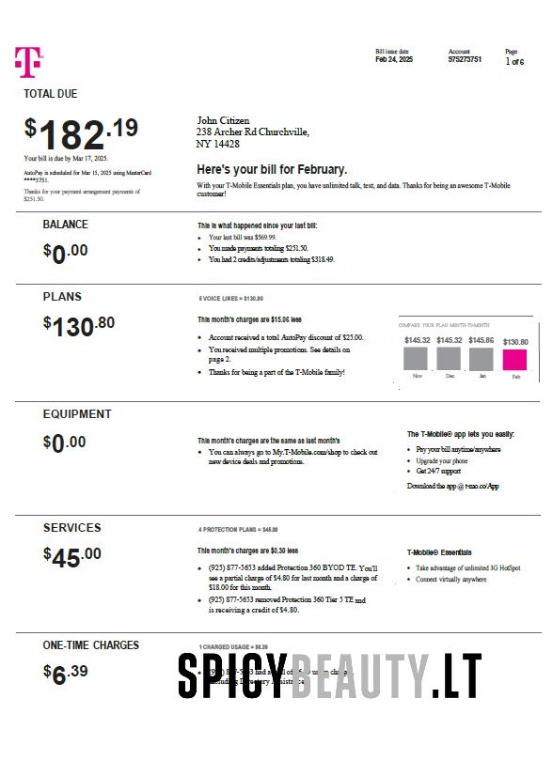 T
Bill issue date
Feb 24, 2025
Account
975273751
Page
1 of 6
TOTAL DUE
$182.19
Your bill is due by Mar 17, 2025.
AutoPay is scheduled for Mar 15, 2025 using MasterCard
****3751.
Thanks for your payment arrangement payments of
$251.50.
John Citizen
238 Archer Rd Churchville,
NY 14428
Here's your bill for February.
With your T-Mobile Essentials plan, you have unlimited talk, text, and data. Thanks for being an awesome T-Mobile
customer!
BALANCE
$0.00
This is what happened since your last bill:
• Your last bill was $569.99.
• You made payments totaling $251.50.
• You had 2 credits/adjustments totaling $318.49.
PLANS
$130.80
5 VOICE LINES = $130.80
This month's charges are $15.06 less
• Account received a total AutoPay discount of $25.00.
• You received multiple promotions. See details on
page 2.
• Thanks for being a part of the T-Mobile family!
COMPARE YOUR PLAN MONTH-TO-MONTH
$145.32 $145.32 $145.86 $130.80
Nov Dec Jan Feb
EQUIPMENT
$0.00
This month's charges are the same as last month's
• You can always go to My.T-Mobile.com/shop to check out
new device deals and promotions.
The T-Mobile® app lets you easily:
• Pay your bill anytime/anywhere
• Upgrade your phone
• Get 24/7 support
Download the app @ t-mo.co/App
SERVICES
$45.00
4 PROTECTION PLANS = $45.00
This month's charges are $0.50 less
• (925) 877-5653 added Protection 360 BYOD TE. You'll
see a partial charge of $4.80 for last month and a charge of
$18.00 for this month.
• (925) 877-5653 removed Protection 360 Tier 5 TE and
is receiving a credit of $4.80.
T-Mobile® Essentials
• Take advantage of unlimited 3G HotSpot
• Connect virtually anywhere
ONE-TIME CHARGES
$6.39
1 CHARGED USAGE = $6.39
SPICYBEAUTY.LT